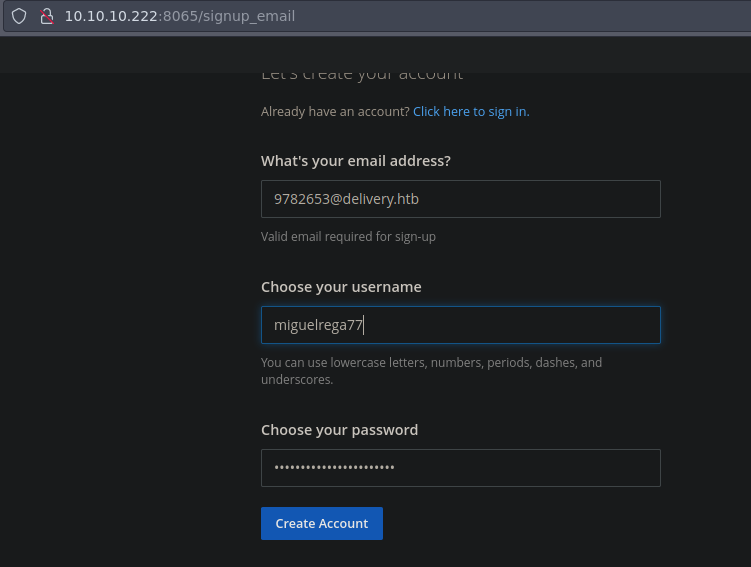 10.10.10.222:8065/signup_email
Let's create your account
Already have an account? Click here to sign in.
What's your email address?
9782653@delivery.htb
Valid email required for sign-up
Choose your username
miguelrega77
You can use lowercase letters, numbers, periods, dashes, and
underscores.
Choose your password
•••••••••••••••••••••••
Create Account